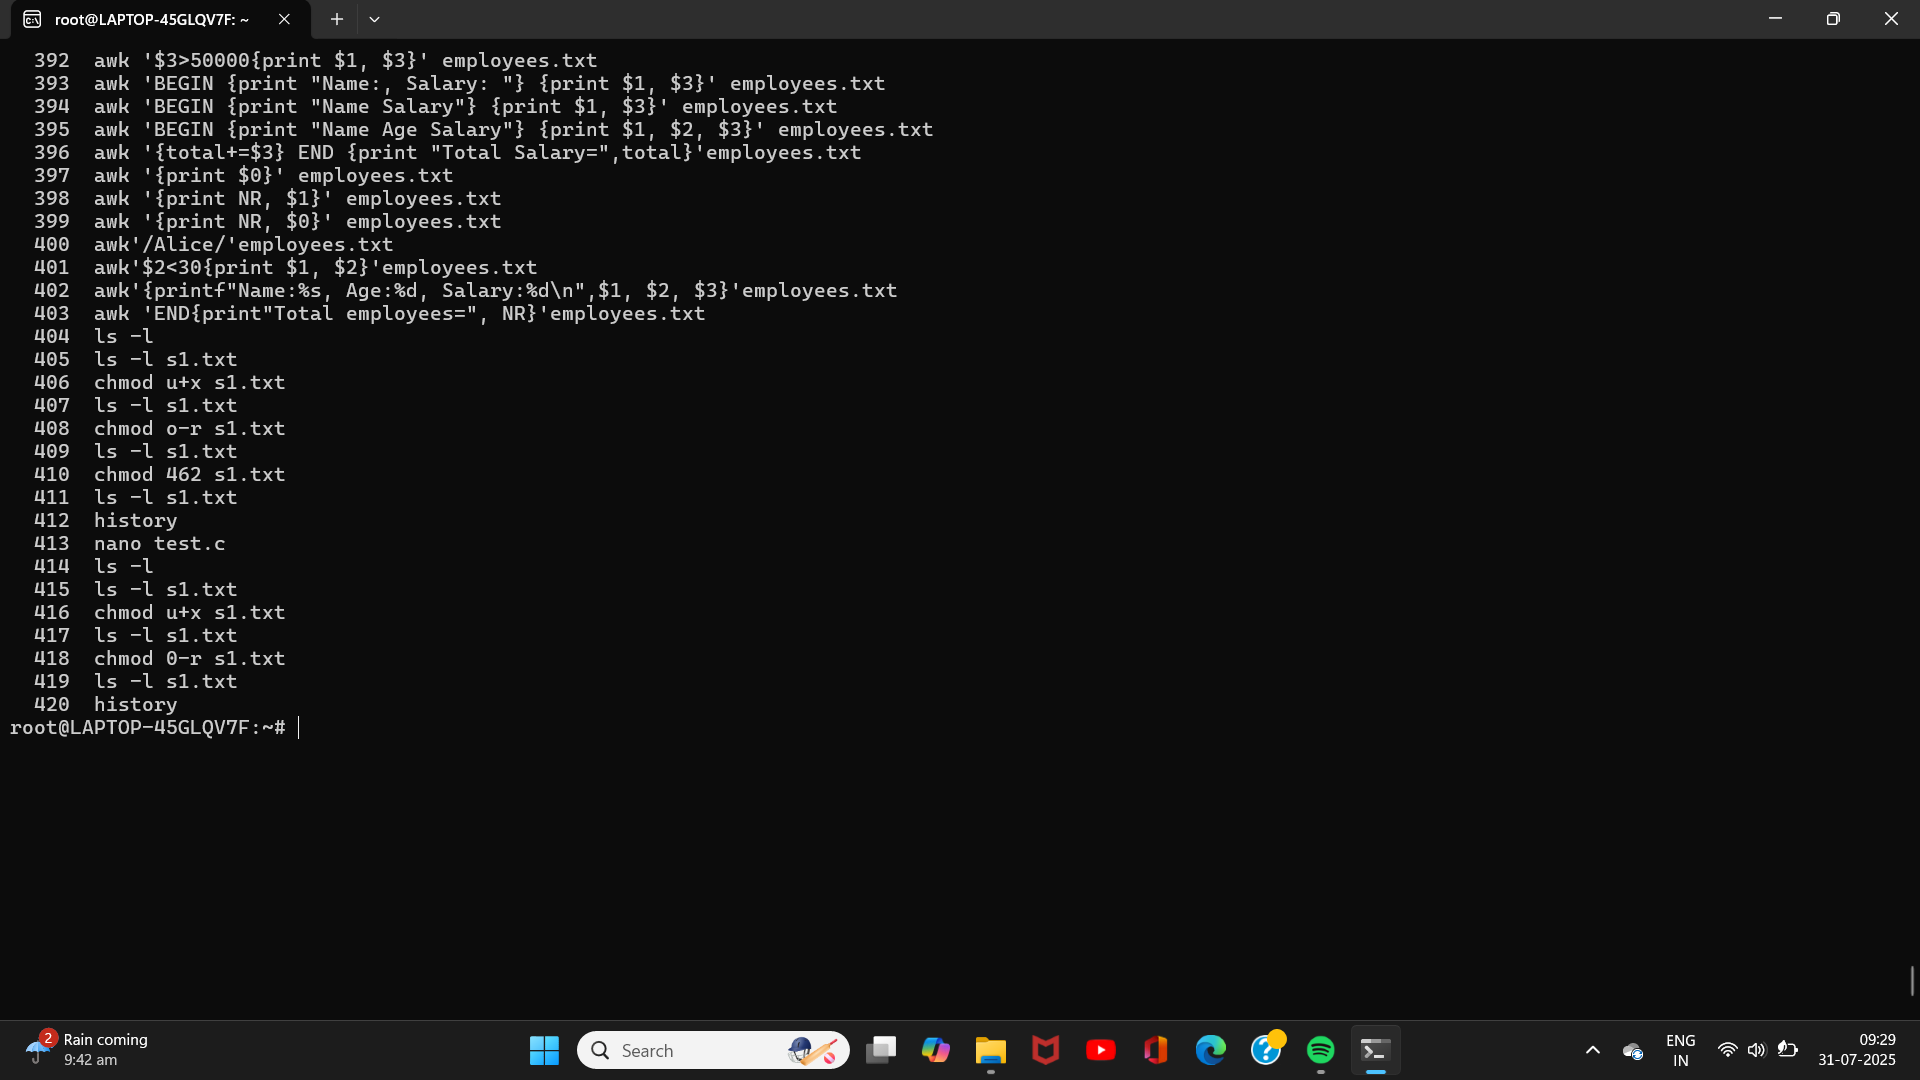 root@LAPTOP-45GLQV7F: ~
392 awk '$3>50000{print $1, $3}' employees.txt
393 awk 'BEGIN {print "Name:, Salary: "} {print $1, $3}' employees.txt
394 awk 'BEGIN {print "Name Salary"} {print $1, $3}' employees.txt
395 awk 'BEGIN {print "Name Age Salary"} {print $1, $2, $3}' employees.txt
396 awk '{total+=$3} END {print "Total Salary=",total}'employees.txt
397 awk '{print $0}' employees.txt
398 awk '{print NR, $1}' employees.txt
399 awk '{print NR, $0}' employees.txt
400 awk'/Alice/'employees.txt
401 awk'$2<30{print $1, $2}'employees.txt
402 awk'{printf"Name:%s, Age:%d, Salary:%d\n",$1, $2, $3}'employees.txt
403 awk 'END{print"Total employees=", NR}'employees.txt
404 ls -l
405 ls -l s1.txt
406 chmod u+x s1.txt
407 ls -l s1.txt
408 chmod o-r s1.txt
409 ls -l s1.txt
410 chmod 462 s1.txt
411 ls -l s1.txt
412 history
413 nano test.c
414 ls -l
415 ls -l s1.txt
416 chmod u+x s1.txt
417 ls -l s1.txt
418 chmod 0-r s1.txt
419 ls -l s1.txt
420 history
root@LAPTOP-45GLQV7F:~#
2
Rain coming
9:42 am
Search
ENG
IN
09:29
31-07-2025